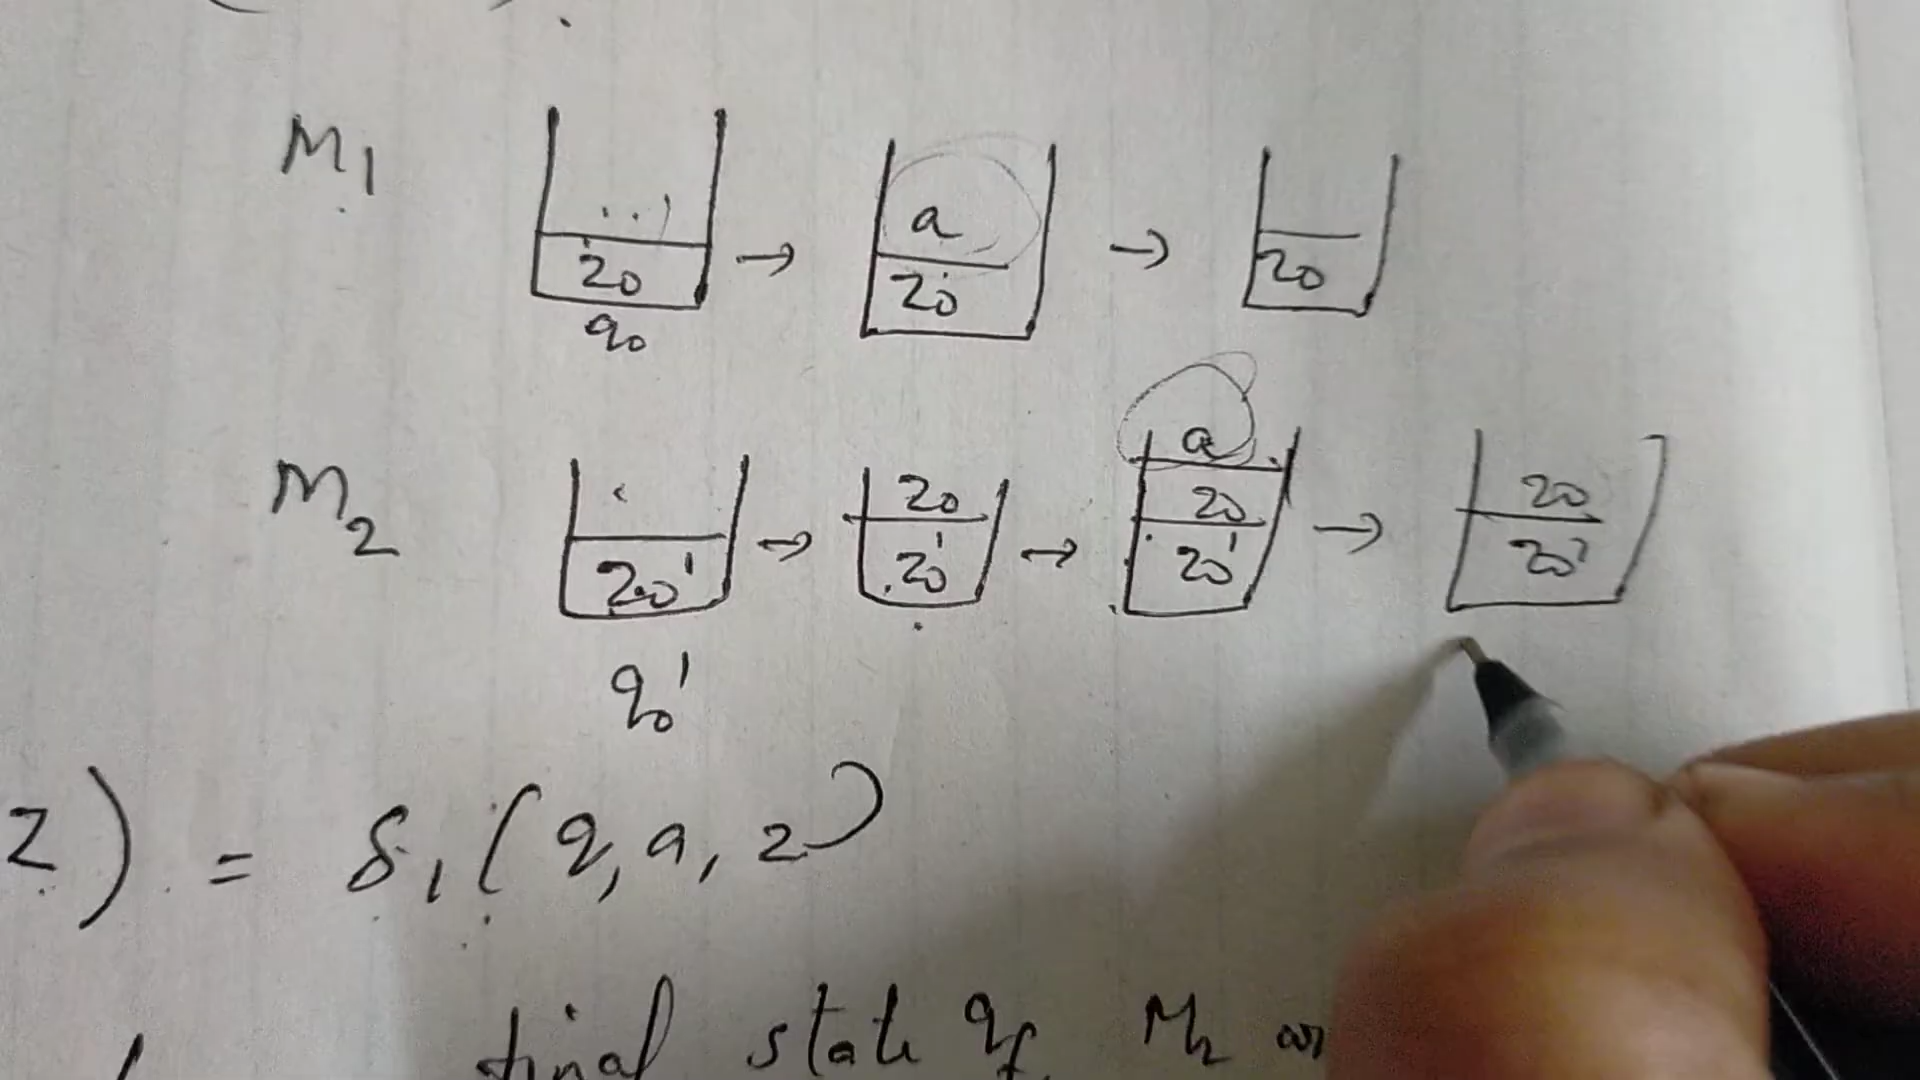 M1
... → a →
z0 z0 z0
q0
a
M2 z0 z0 z0
z0' → z0' → z0' → z0'
q0'
z) = δ1(q, a, z)
final state qf M2 on